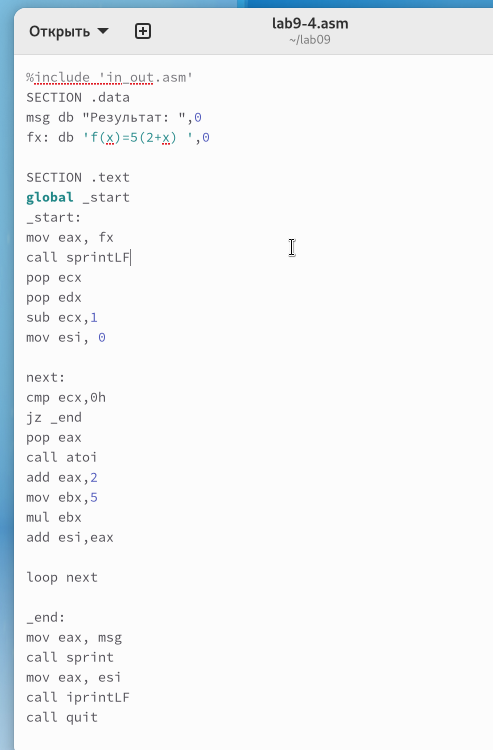 Открыть
lab9-4.asm
~/lab09
%include 'in_out.asm'
SECTION .data
msg db "Результат: ",0
fx: db 'f(x)=5(2+x) ',0
SECTION .text
global _start
_start:
mov eax, fx
call sprintLF
pop ecx
pop edx
sub ecx,1
mov esi, 0
next:
cmp ecx,0h
jz _end
pop eax
call atoi
add eax,2
mov ebx,5
mul ebx
add esi,eax
loop next
_end:
mov eax, msg
call sprint
mov eax, esi
call iprintLF
call quit